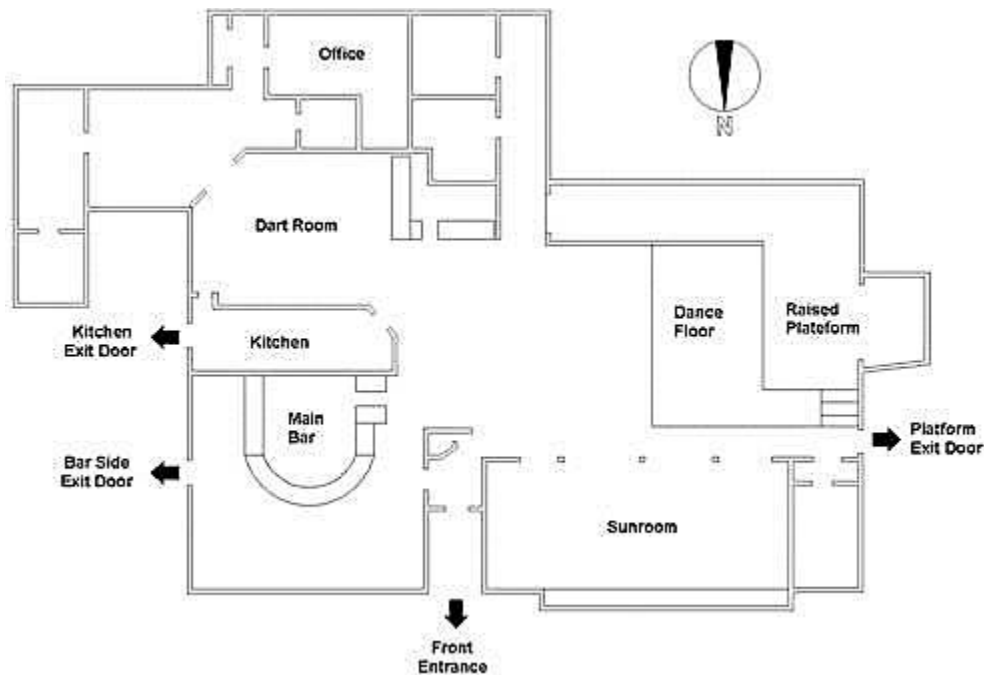 Office
N
Dart Room
Kitchen
Exit Door
Kitchen
Dance
Floor
Raised
Plateform
Main
Bar
Bar Side
Exit Door
Platform
Exit Door
Sunroom
Front
Entrance